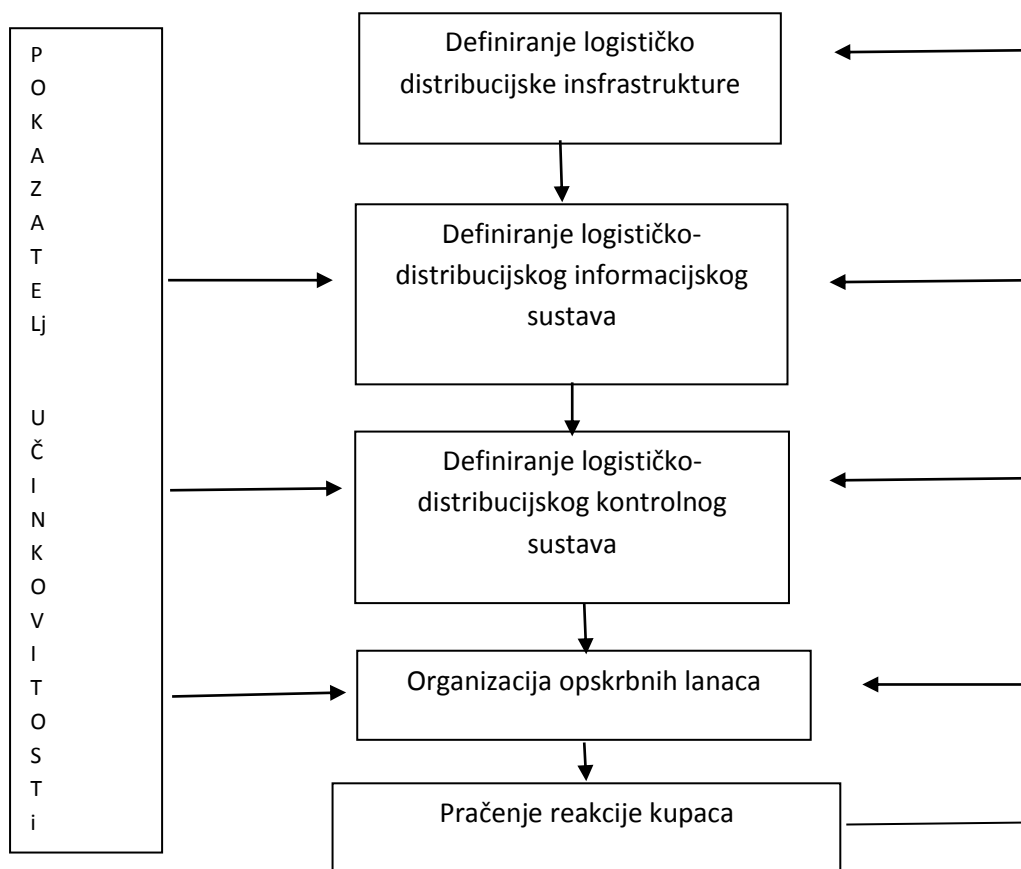 P
O
K
A
Z
A
T
E
Lj
U
Č
I
N
K
O
V
I
T
O
S
T
i
Definiranje logističko
distribucijske insfrastrukture
Definiranje logističko-
distribucijskog informacijskog
sustava
Definiranje logističko-
distribucijskog kontrolnog
sustava
Organizacija opskrbnih lanaca
Pračenje reakcije kupaca